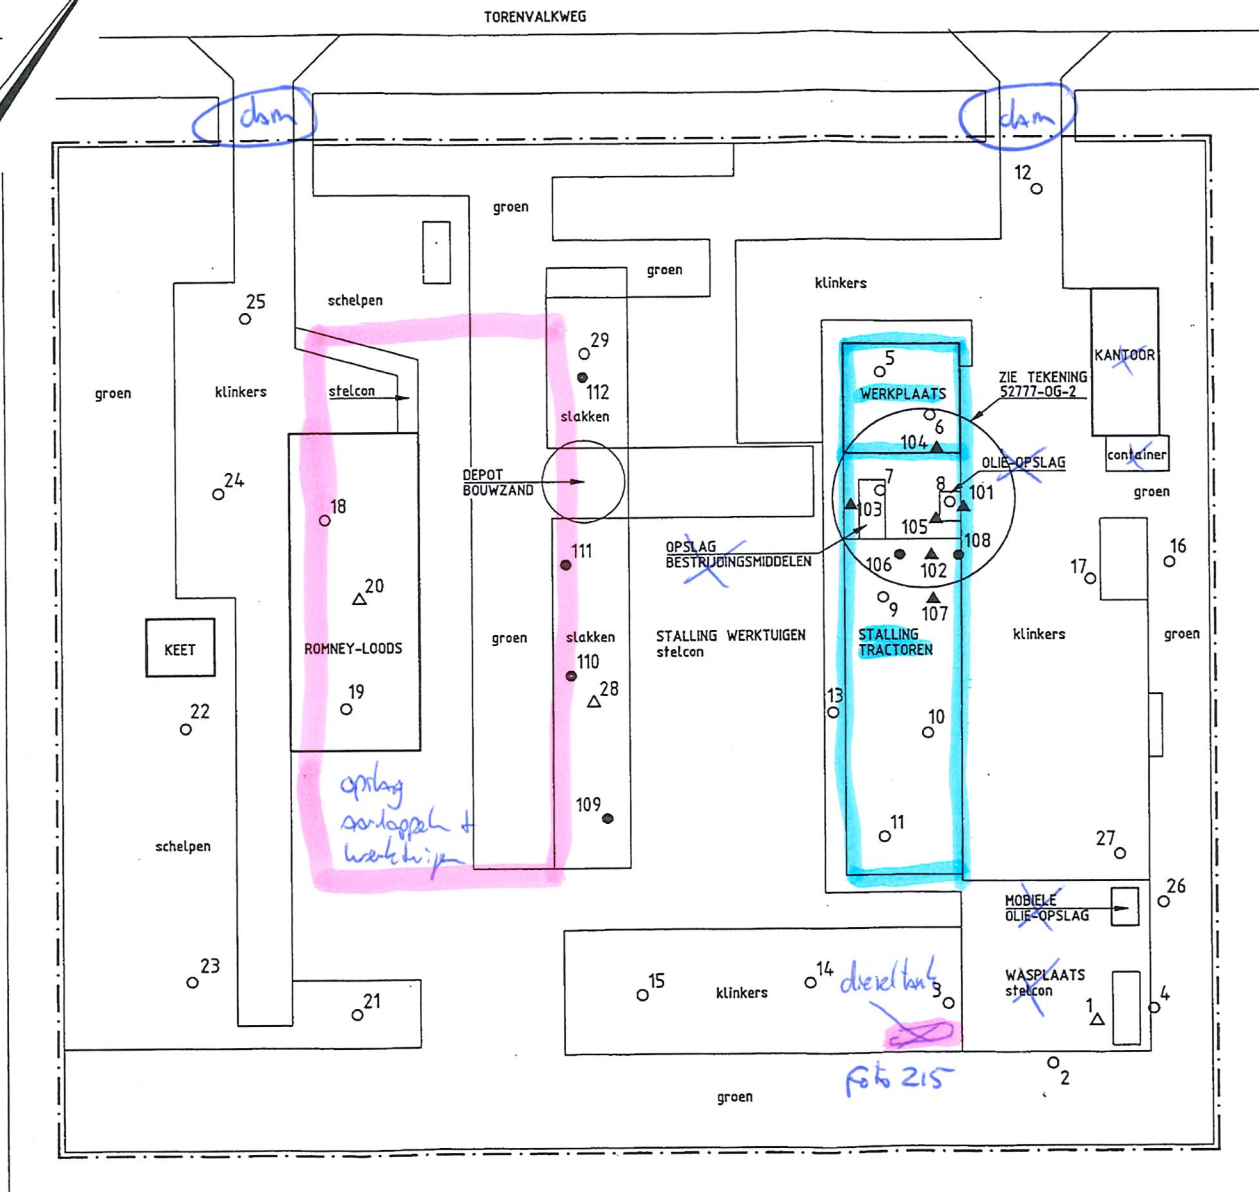 TORENVALKWEG
dam
dam
12
groen
groen
klinkers
25
schelpen
29
5
KANTOOR
ZIE TEKENING
52777-OG-2
groen
klinkers
stelcon
112
WERKPLAATS
slakken
6
104
container
OLIE-OPSLAG
DEPOT
BOUWZAND
24
7
8
101
groen
18
103
105
OPSLAG
BESTRIJDINGSMIDDELEN
111
106
102
108
16
17
20
9
107
KEET
ROMNEY-LOODS
groen
slakken
STALLING WERKTUIGEN
stelcon
STALLING
TRACTOREN
klinkers
groen
110
28
19
13
22
10
opslag
aardappelen +
werktuigen
109
11
schelpen
27
26
MOBIELE
OLIE-OPSLAG
23
15
klinkers
14
dieseltank
3
WASPLAATS
stelcon
1
4
21
foto 215
2
groen